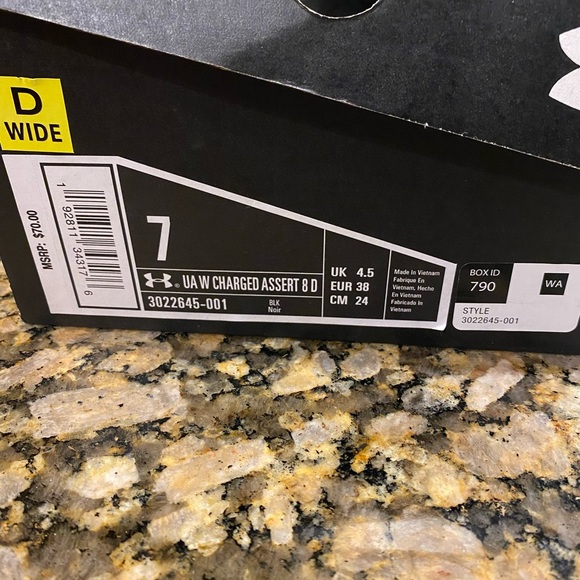 D
WIDE
MSRP: $70.00
1 92811 34317 6
7
® UA W CHARGED ASSERT 8 D
3022645-001
BLK
Noir
UK 4.5
EUR 38
CM 24
Made in Vietnam
Fabrique En
Vietnam, Hecho
En Vietnam
Fabricado In
Vietnam
BOX ID
790
WA
STYLE
3022645-001